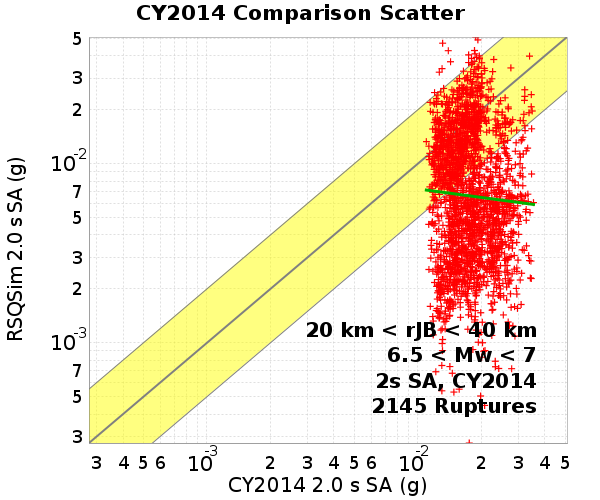 CY2014 Comparison Scatter
5
3
2
10-2
7
5
3
2
10-3
7
5
3
RSQSim 2.0 s SA (g)
20 km < rJB < 40 km
6.5 < Mw < 7
2s SA, CY2014
2145 Ruptures
3 4 5 6 10-3 2 3 4 5 6 10-2 2 3 4 5
CY2014 2.0 s SA (g)